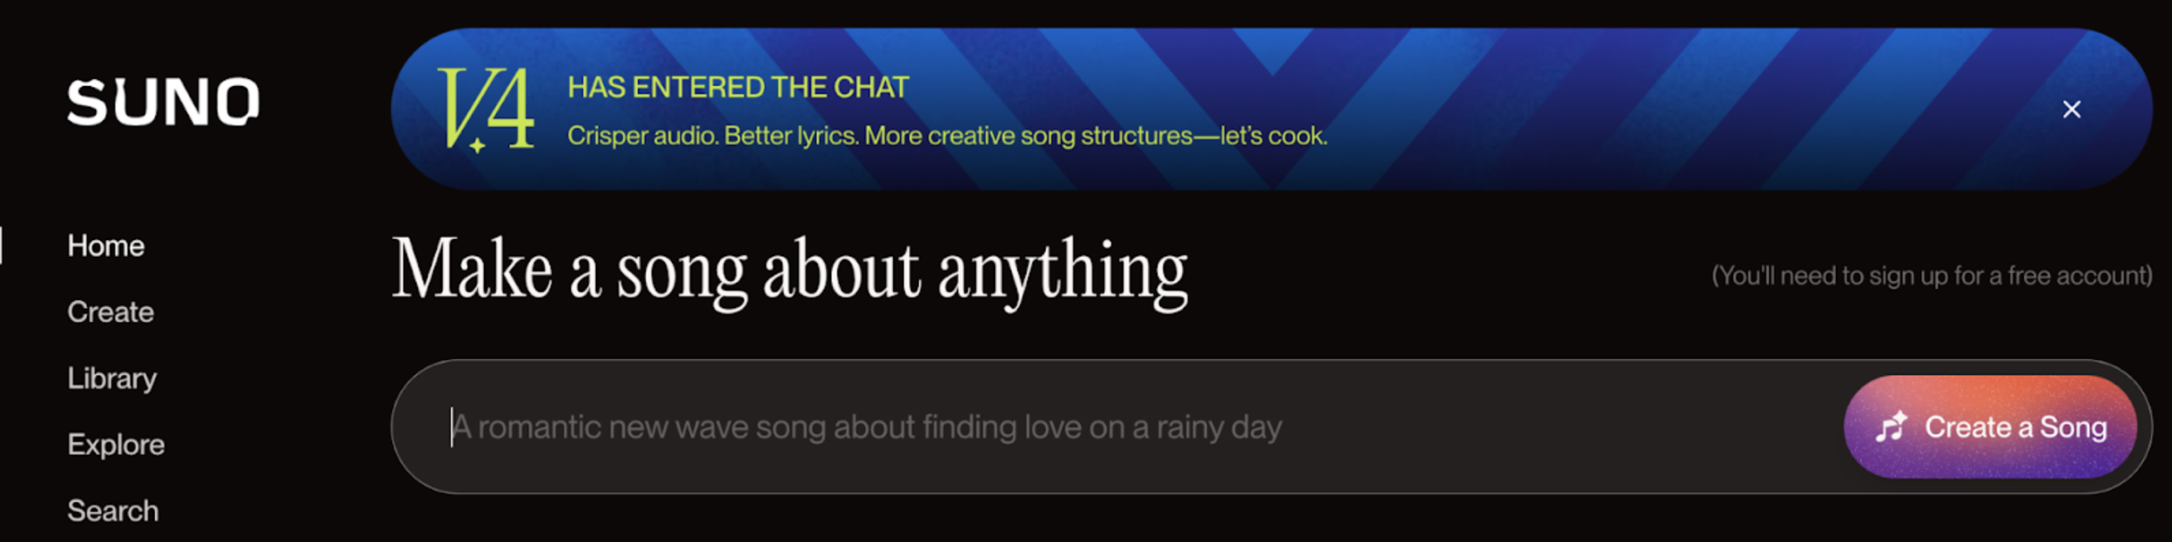 SUNO
Home
Create
Library
Explore
Search
V4
HAS ENTERED THE CHAT
Crisper audio. Better lyrics. More creative song structures—let's cook.
Make a song about anything
(You'll need to sign up for a free account)
A romantic new wave song about finding love on a rainy day
Create a Song